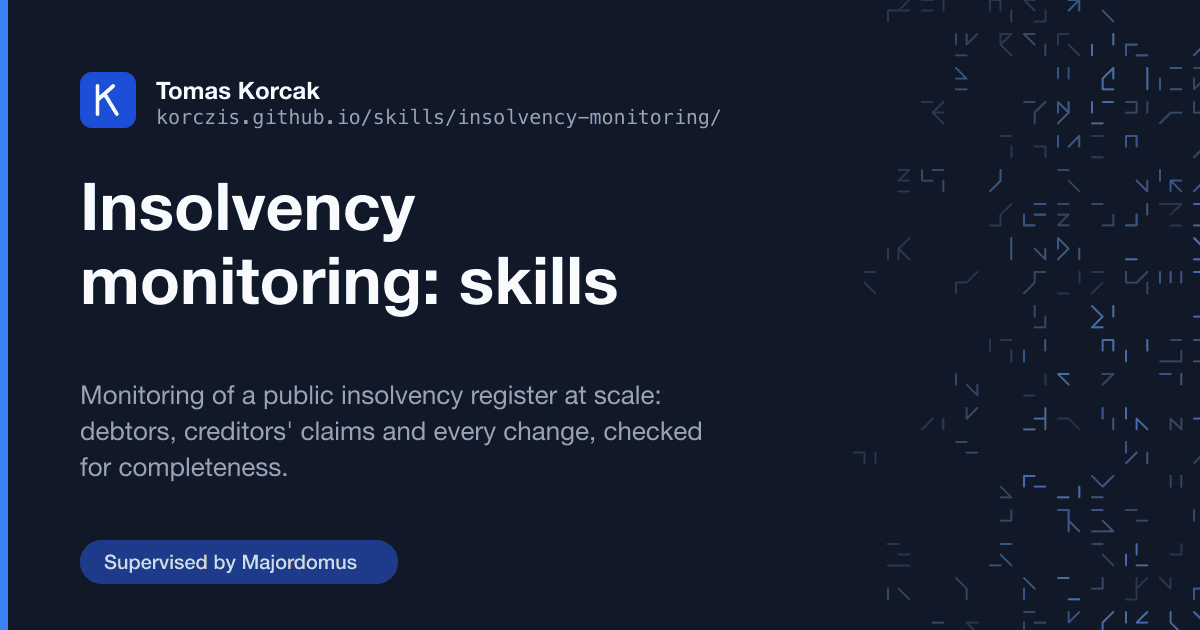 K
Tomas Korcak
korczis.github.io/skills/insolvency-monitoring/
Insolvency
monitoring: skills
Monitoring of a public insolvency register at scale:
debtors, creditors' claims and every change, checked
for completeness.
Supervised by Majordomus